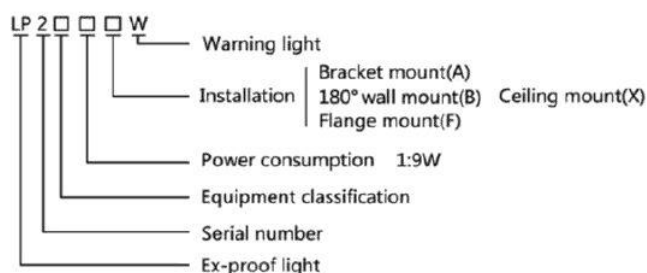 LP 2 □ □ □ W
Warning light
Bracket mount(A)
Installation 180° wall mount(B) Ceiling mount(X)
Flange mount(F)
Power consumption 1:9W
Equipment classification
Serial number
Ex-proof light